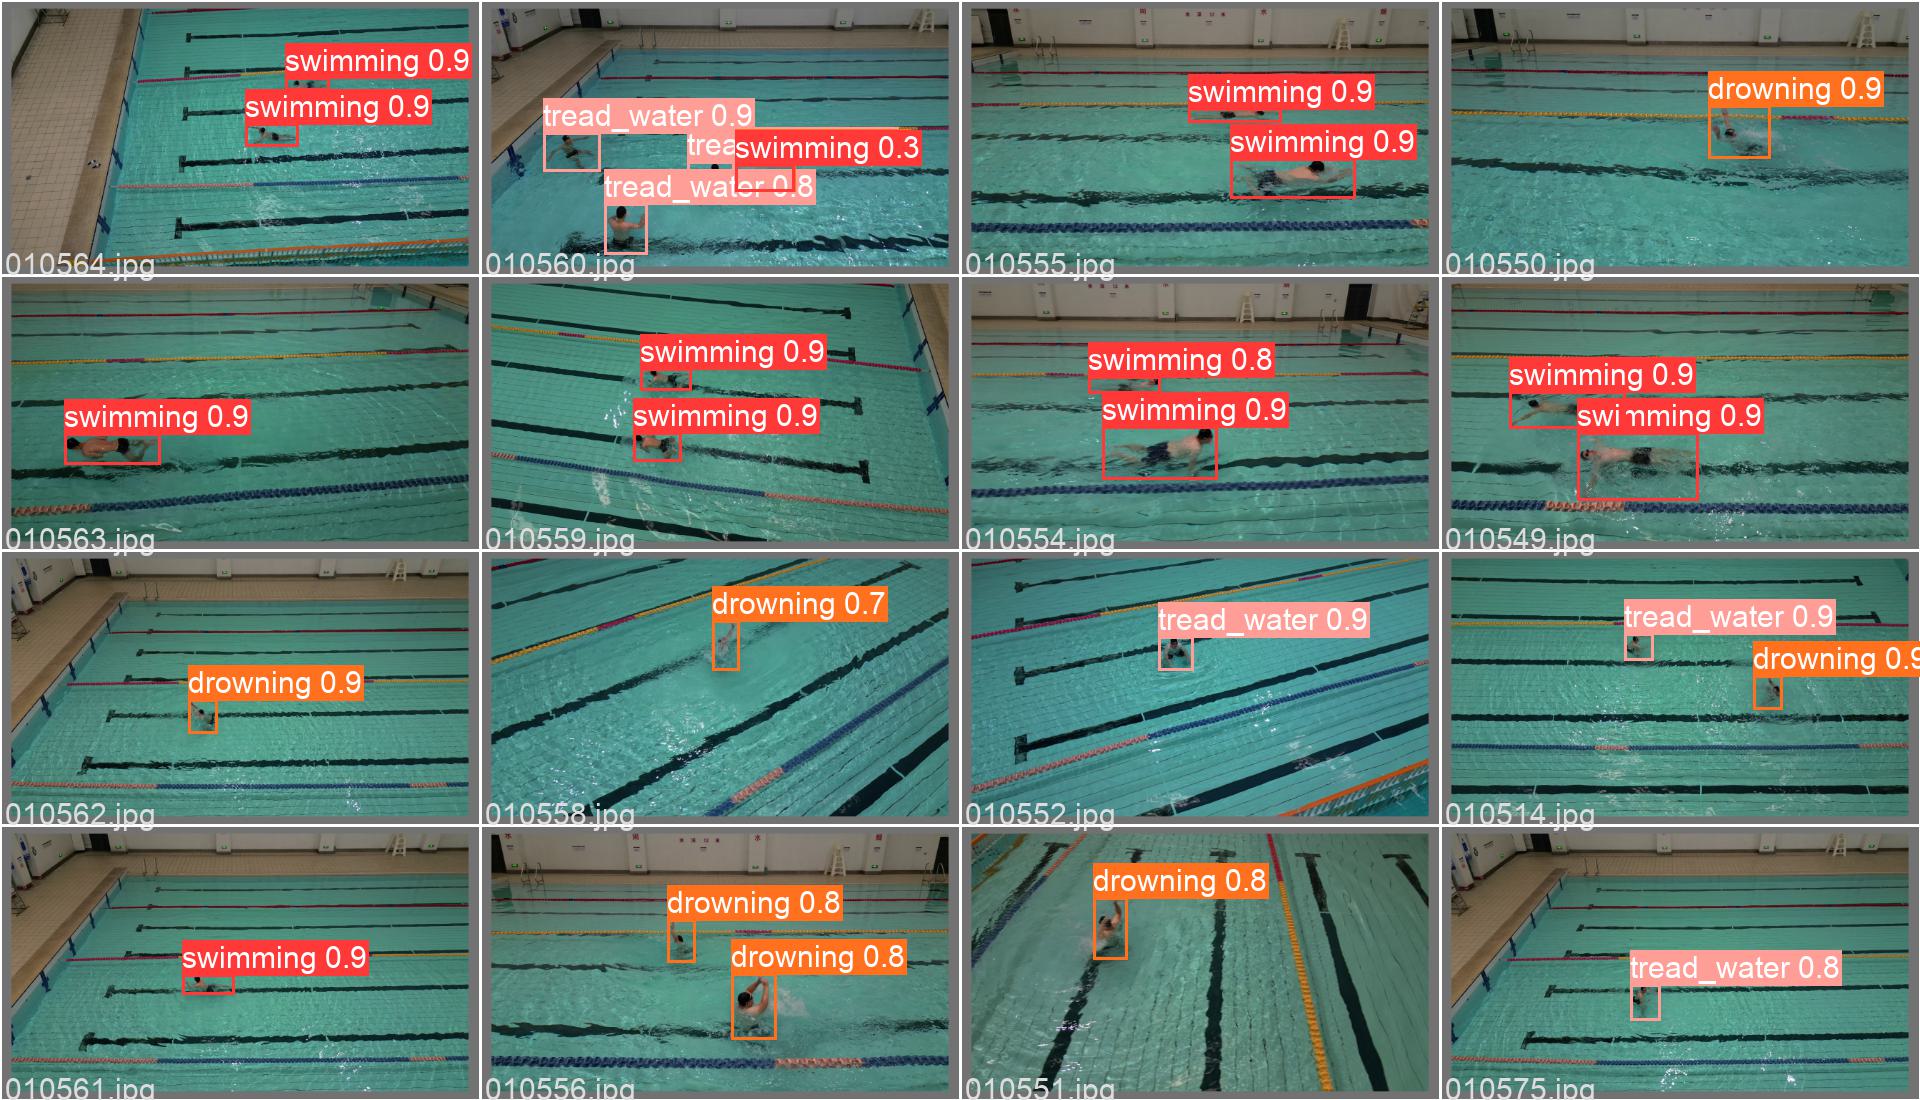 swimming 0.9
swimming 0.9
010564.jpg
tread_water 0.9
trea
swimming 0.3
tread_water 0.8
010560.jpg
swimming 0.9
swimming 0.9
010555.jpg
drowning 0.9
010550.jpg
swimming 0.9
010563.jpg
swimming 0.9
swimming 0.9
010559.jpg
swimming 0.8
swimming 0.9
010554.jpg
swimming 0.9
swimming 0.9
010549.jpg
drowning 0.9
010562.jpg
drowning 0.7
010558.jpg
tread_water 0.9
010552.jpg
tread_water 0.9
drowning 0.9
010514.jpg
swimming 0.9
010561.jpg
drowning 0.8
drowning 0.8
010556.jpg
drowning 0.8
010551.jpg
tread_water 0.8
010575.jpg